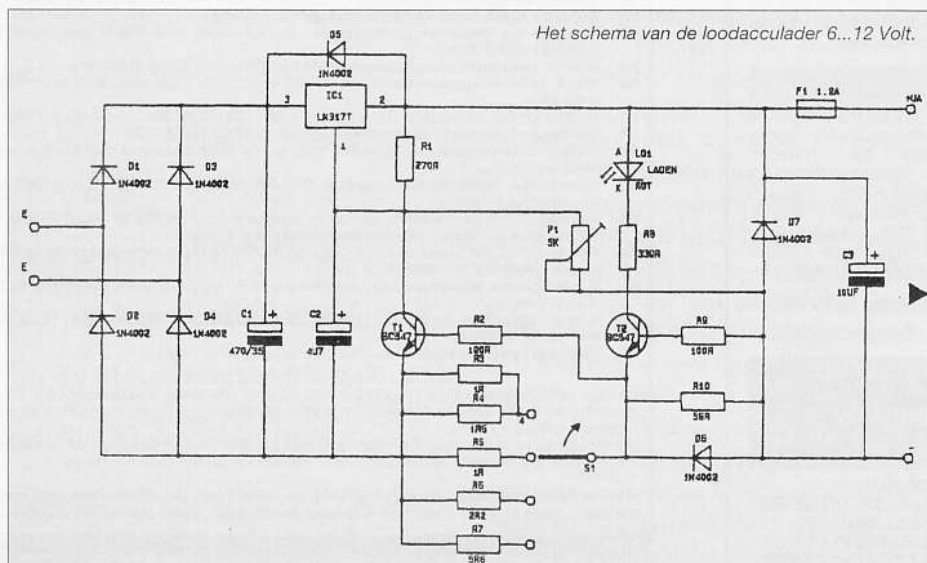 Het schema van de loodacculader 6...12 Volt.
D5
1N4002
IC1
LM317T
3
2
1
F1 1.2A
+UA
R1
270R
A LD1
LADEN
K ROT
D1
1N4002
D3
1N4002
E
E
P1
5K
R8
330R
D7
1N4002
C3 +
10UF
D2
1N4002
D4
1N4002
C1 +
470/35
C2 +
4U7
T1
BC547
R2
100R
T2
BC547
R9
100R
R3
1R
R4
1R5
4
R10
56R
R5
1R
S1
D6
1N4002
-
R6
2R2
R7
5R6